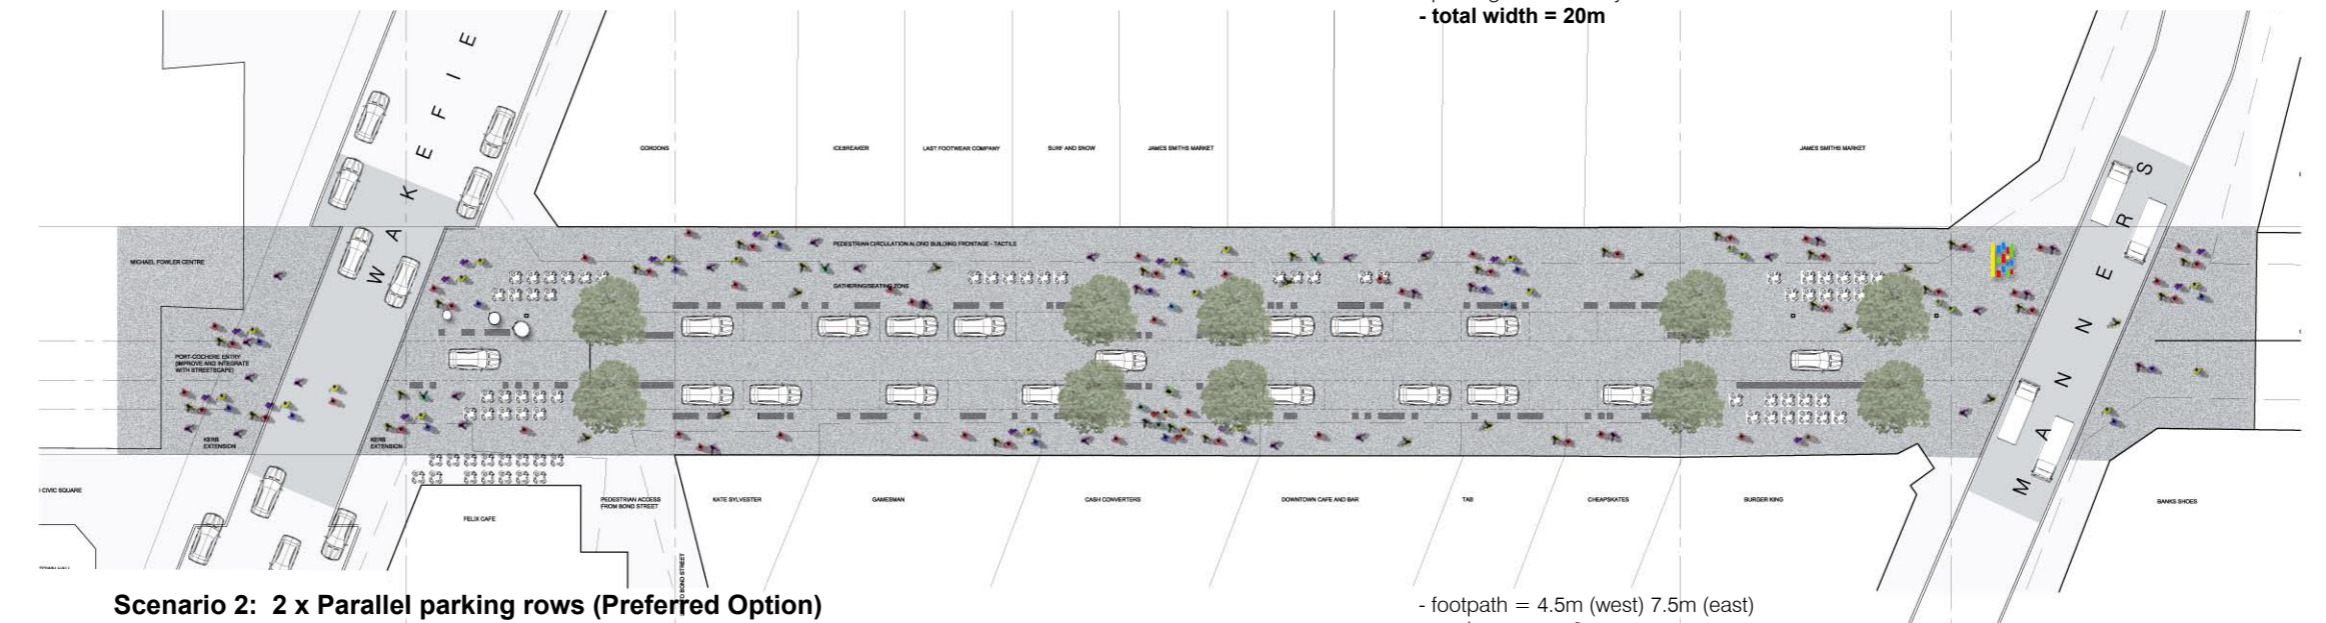 - total width = 20m
WAKEFIE
GORDONS
ICEBREAKER
LAST FOOTWEAR COMPANY
SURF AND SNOW
JAMES SMITHS MARKET
JAMES SMITHS MARKET
MANNERS
PEDESTRIAN CIRCULATION ALONG BUILDING FRONTAGE - TACTILE
MICHAEL FOWLER CENTRE
GATHERING/SEATING ZONE
PORT-COCHERE ENTRY
(IMPROVE AND INTEGRATE
WITH STREETSCAPE)
KERB
EXTENSION
KERB
EXTENSION
CIVIC SQUARE
FELIX CAFE
PEDESTRIAN ACCESS
FROM BOND STREET
KATE SYLVESTER
GAMESMAN
CASH CONVERTERS
DOWNTOWN CAFE AND BAR
TAB
CHEAPSKATES
BURGER KING
BANKS SHOES
BOND STREET
Scenario 2: 2 x Parallel parking rows (Preferred Option)
- footpath = 4.5m (west) 7.5m (east)